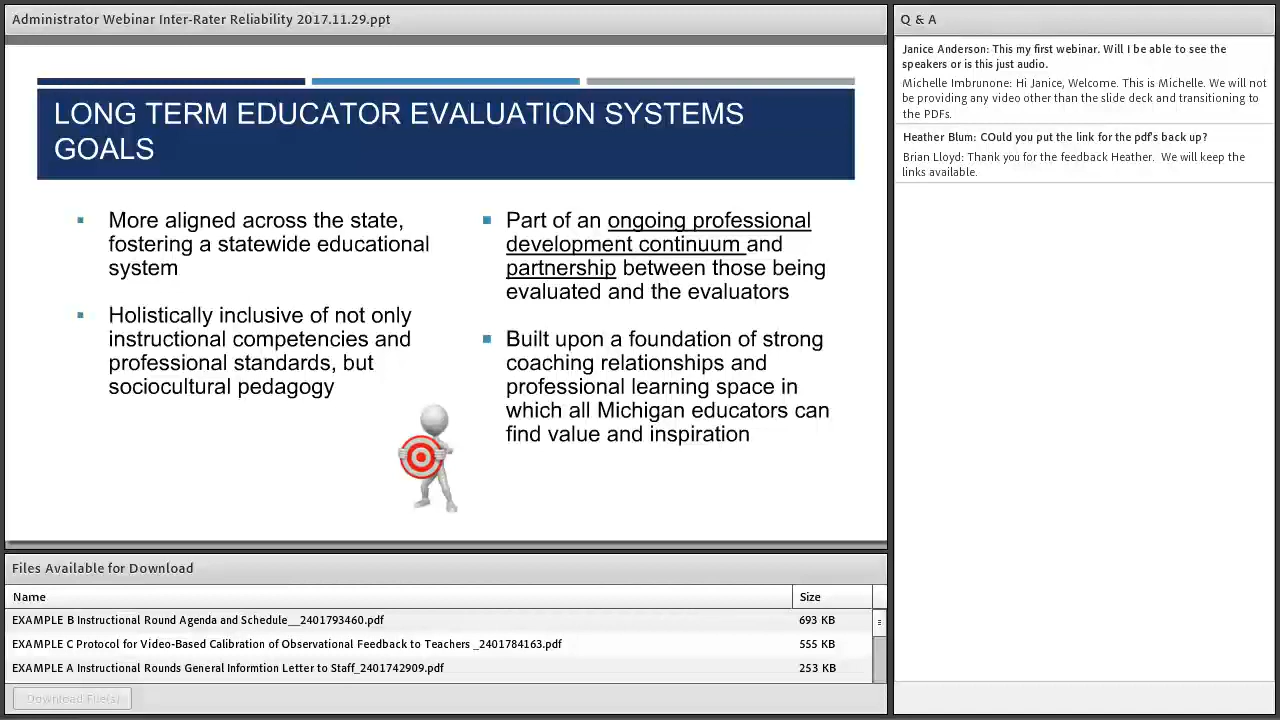 Administrator Webinar Inter-Rater Reliability 2017.11.29.ppt
LONG TERM EDUCATOR EVALUATION SYSTEMS
GOALS
More aligned across the state,
fostering a statewide educational
system
Holistically inclusive of not only
instructional competencies and
professional standards, but
sociocultural pedagogy
Part of an ongoing professional
development continuum and
partnership between those being
evaluated and the evaluators
Built upon a foundation of strong
coaching relationships and
professional learning space in
which all Michigan educators can
find value and inspiration
Files Available for Download
Name Size
EXAMPLE B Instructional Round Agenda and Schedule__2401793460.pdf 693 KB
EXAMPLE C Protocol for Video-Based Calibration of Observational Feedback to Teachers _2401784163.pdf 555 KB
EXAMPLE A Instructional Rounds General Informtion Letter to Staff_2401742909.pdf 253 KB
Download File(s)
Q & A
Janice Anderson: This my first webinar. Will I be able to see the
speakers or is this just audio.
Michelle Imbrunone: Hi Janice, Welcome. This is Michelle. We will not
be providing any video other than the slide deck and transitioning to
the PDFs.
Heather Blum: COuld you put the link for the pdf's back up?
Brian Lloyd: Thank you for the feedback Heather. We will keep the
links available.